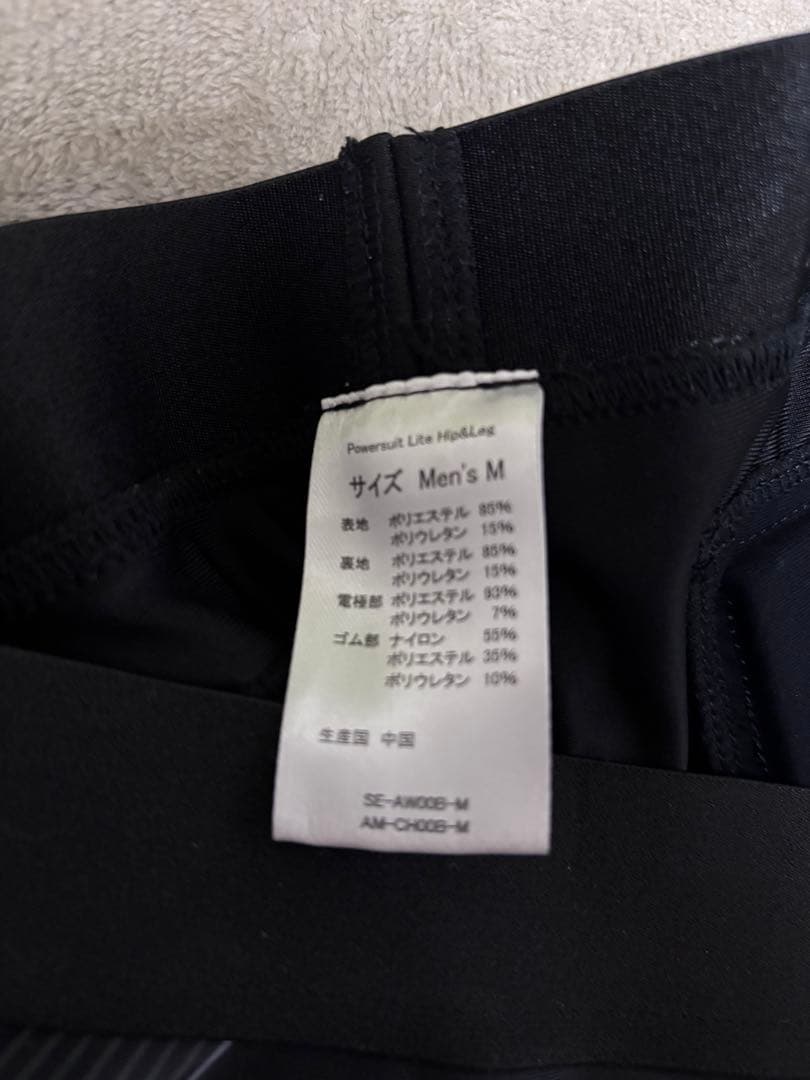 Powersuit Lite Hip&Leg
サイズ Men's M
表地 ポリエステル 85%
ポリウレタン 15%
裏地 ポリエステル 85%
ポリウレタン 15%
電極部 ポリエステル 93%
ポリウレタン 7%
ゴム部 ナイロン 55%
ポリエステル 35%
ポリウレタン 10%
生産国 中国
SE-AW00B-M
AM-CH00B-M